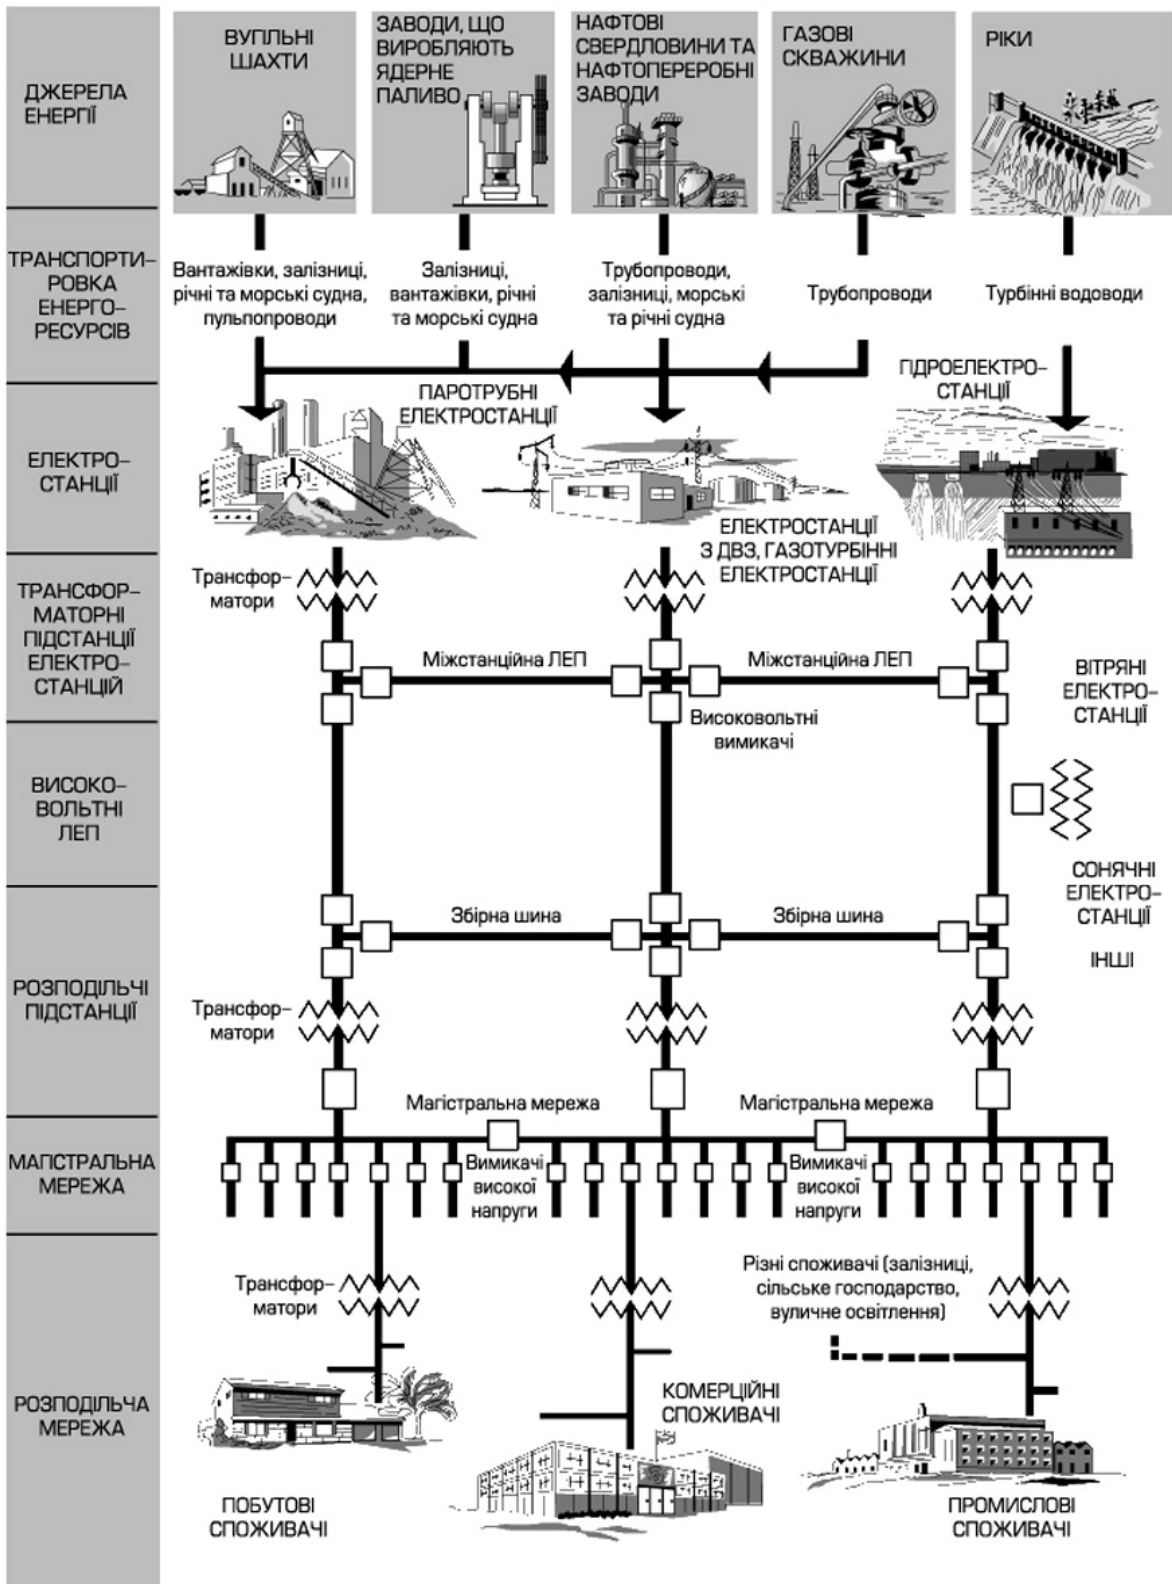 ДЖЕРЕЛА
ЕНЕРГІЇ
ВУПЛЬНІ
ШАХТИ
ЗАВОДИ, ЩО
ВИРОБЛЯЮТЬ
ЯДЕРНЕ
ПАЛИВО
НАФТОВІ
СВЕРДЛОВИНИ ТА
НАФТОПЕРЕРОБНІ
ЗАВОДИ
ГАЗОВІ
СКВАЖИНИ
РІКИ
ТРАНСПОРТИ–
РОВКА
ЕНЕРГО–
РЕСУРСІВ
Вантажівки, залізниці,
річні та морські судна,
пульпопроводи
Залізниці,
вантажівки, річні
та морські судна
Трубопроводи,
залізниці, морські
та річні судна
Трубопроводи
Турбінні водоводи
ЕЛЕКТРО–
СТАНЦІЇ
ПАРОТРУБНІ
ЕЛЕКТРОСТАНЦІЇ
ЕЛЕКТРОСТАНЦІЇ
З ДВЗ, ГАЗОТУРБІННІ
ЕЛЕКТРОСТАНЦІЇ
ГІДРОЕЛЕКТРО–
СТАНЦІЇ
ТРАНСФОР–
МАТОРНІ
ПІДСТАНЦІЇ
ЕЛЕКТРО–
СТАНЦІЙ
Трансфор–
матори
Міжстанційна ЛЕП
Міжстанційна ЛЕП
Високовольтні
вимикачі
ВІТРЯНІ
ЕЛЕКТРО–
СТАНЦІЇ
ВИСОКО–
ВОЛЬТНІ
ЛЕП
СОНЯЧНІ
ЕЛЕКТРО–
СТАНЦІЇ
ІНШІ
РОЗПОДІЛЬЧІ
ПІДСТАНЦІЇ
Збірна шина
Збірна шина
Трансфор–
матори
Магістральна мережа
Магістральна мережа
МАГІСТРАЛЬНА
МЕРЕЖА
Вимикачі
високої
напруги
Вимикачі
високої
напруги
РОЗПОДІЛЬЧА
МЕРЕЖА
Трансфор–
матори
Різні споживачі (залізниці,
сільське господарство,
вуличне освітлення)
ПОБУТОВІ
СПОЖИВАЧІ
КОМЕРЦІЙНІ
СПОЖИВАЧІ
ПРОМИСЛОВІ
СПОЖИВАЧІ